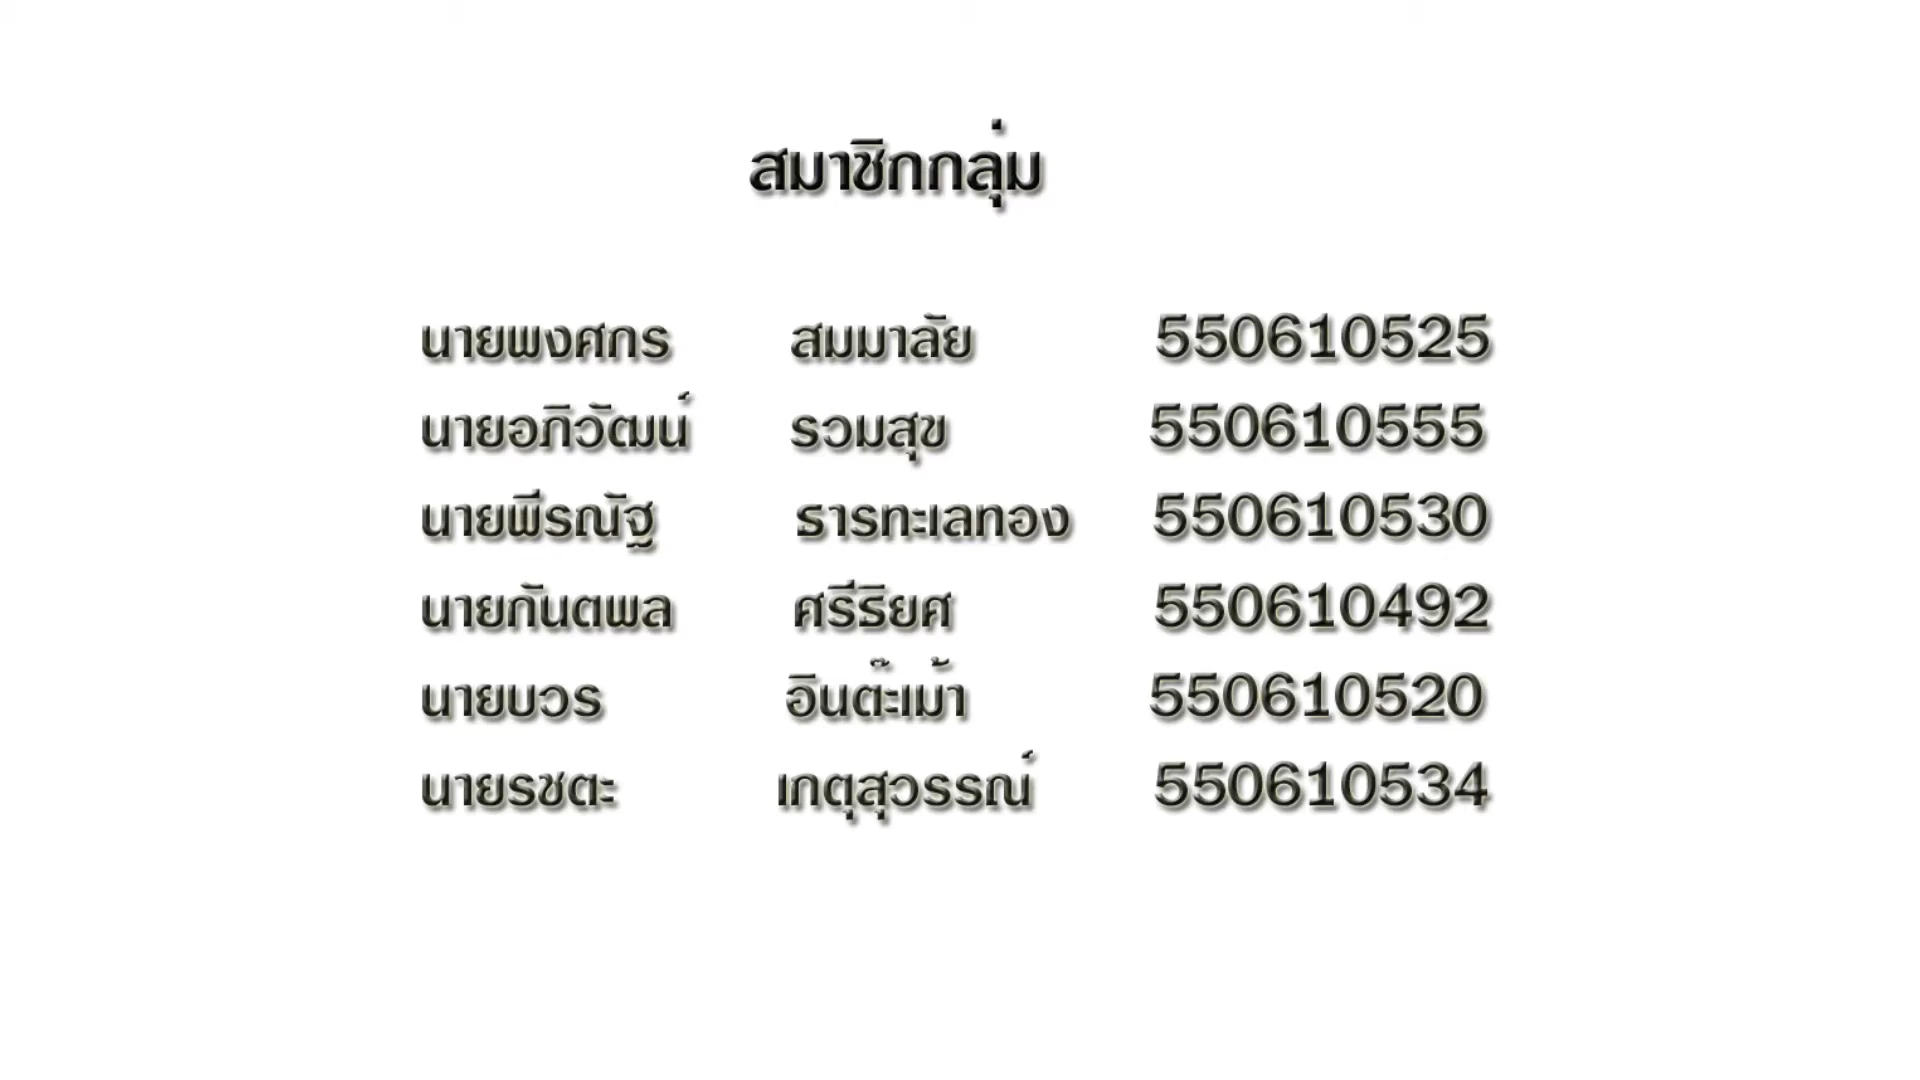 สมาชิกกลุ่ม
นายพงศกร สมมาลัย 550610525
นายอภิวัฒน์ รวมสุข 550610555
นายพีรณัฐ ธารทะเลทอง 550610530
นายกันตพล ศรีริยศ 550610492
นายบวร อินต๊ะเม้า 550610520
นายรชตะ เกตุสุวรรณ์ 550610534